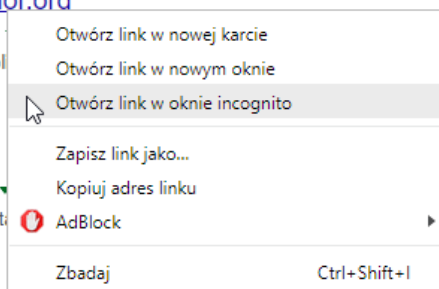 Otwórz link w nowej karcie
Otwórz link w nowym oknie
Otwórz link w oknie incognito
Zapisz link jako...
Kopiuj adres linku
AdBlock
Zbadaj Ctrl+Shift+I